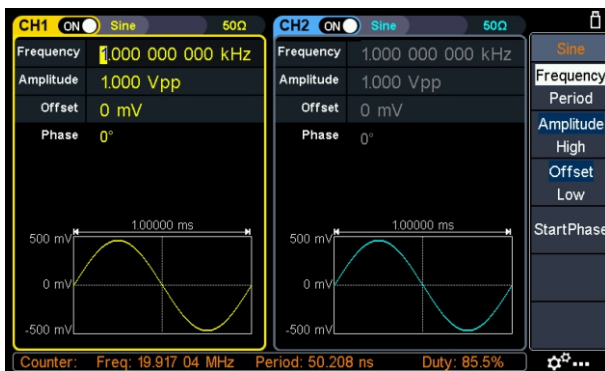 CH1 ON Sine 50Ω
Frequency 1.000 000 000 kHz
Amplitude 1.000 Vpp
Offset 0 mV
Phase 0°
1.00000 ms
500 mV
0 mV
-500 mV
CH2 ON Sine 50Ω
Frequency 1.000 000 000 kHz
Amplitude 1.000 Vpp
Offset 0 mV
Phase 0°
1.00000 ms
500 mV
0 mV
-500 mV
Sine
Frequency
Period
Amplitude
High
Offset
Low
StartPhase
Counter: Freq: 19.917 04 MHz Period: 50.208 ns Duty: 85.5%